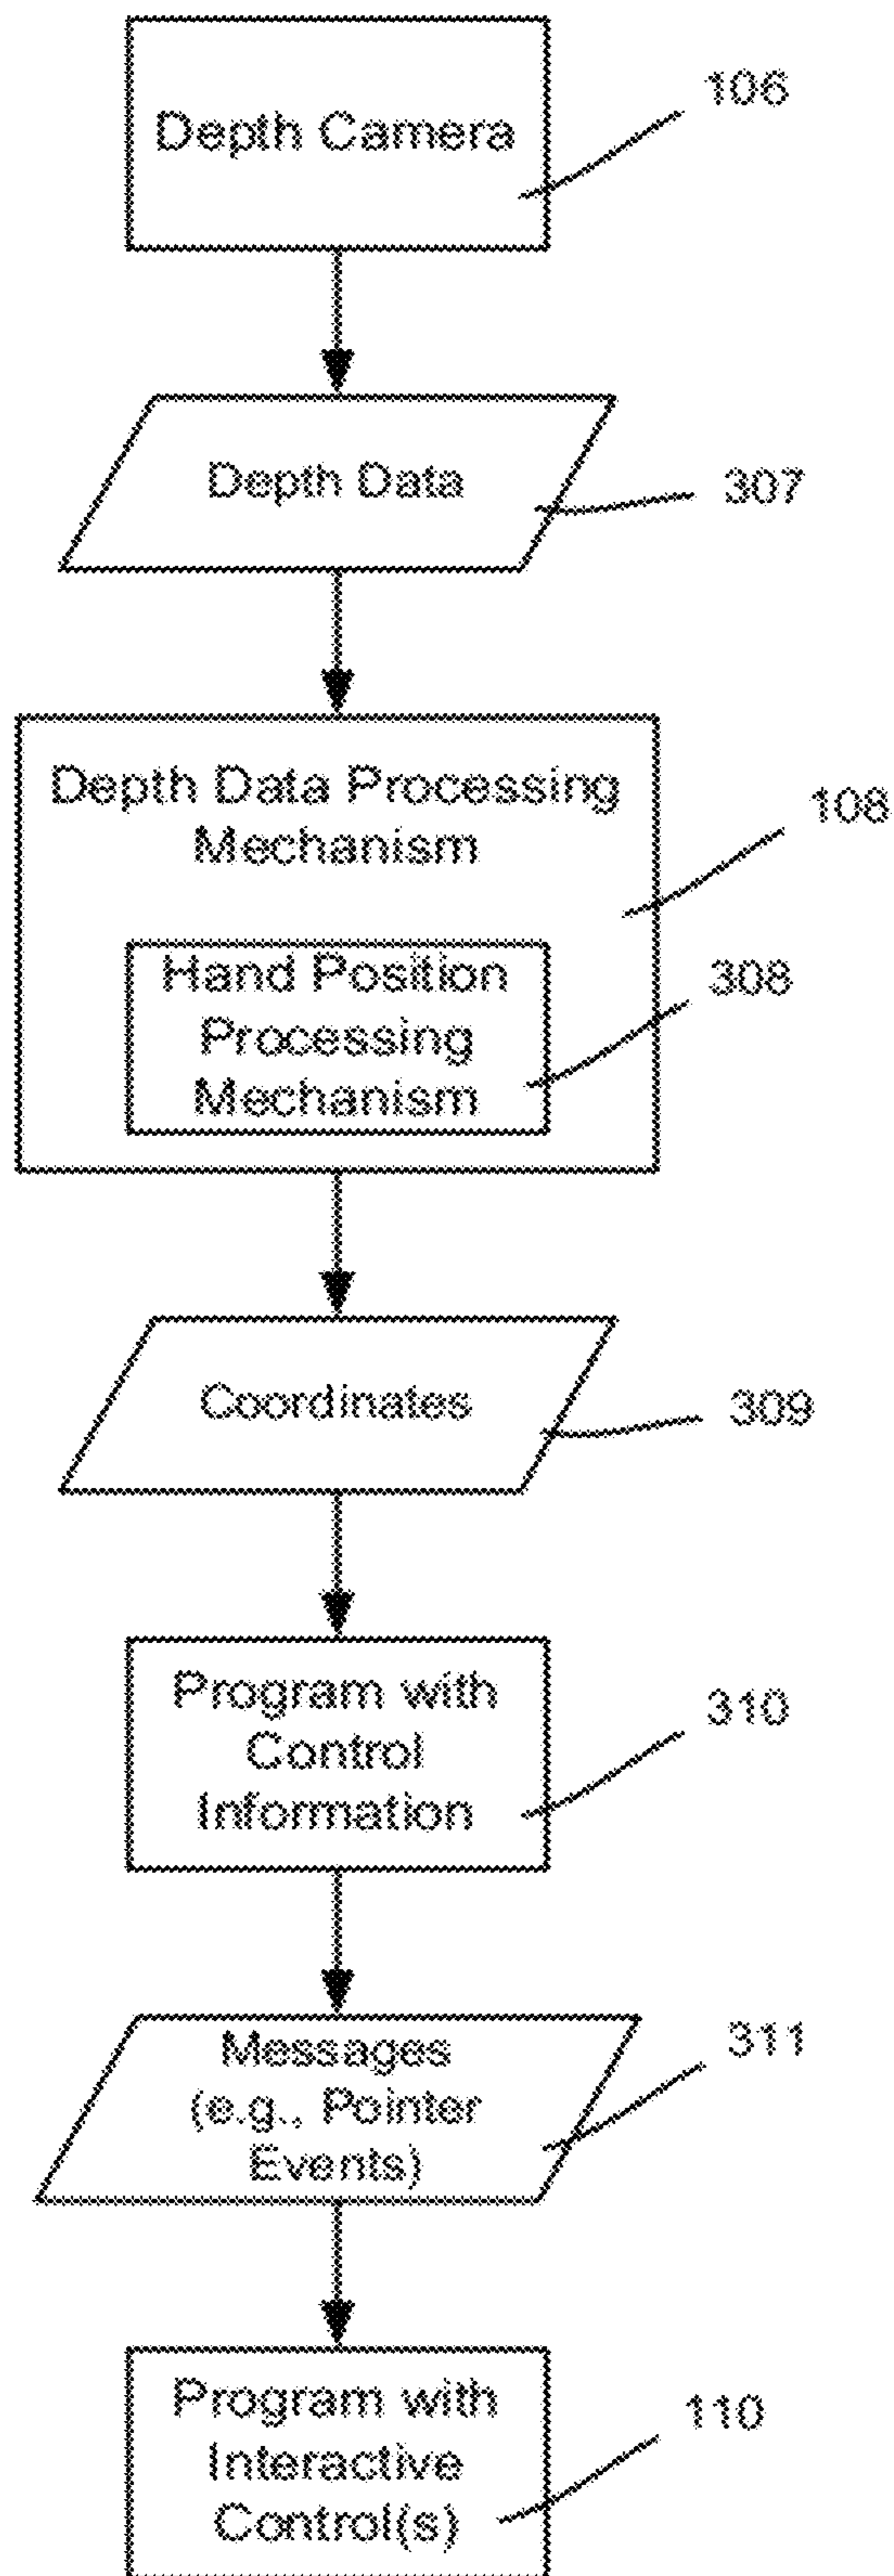 Depth Camera
106
Depth Data
307
Depth Data Processing
Mechanism
108
Hand Position
Processing
Mechanism
308
Coordinates
309
Program with
Control
Information
310
Messages
(e.g., Pointer
Events)
311
Program with
Interactive
Control(s)
110